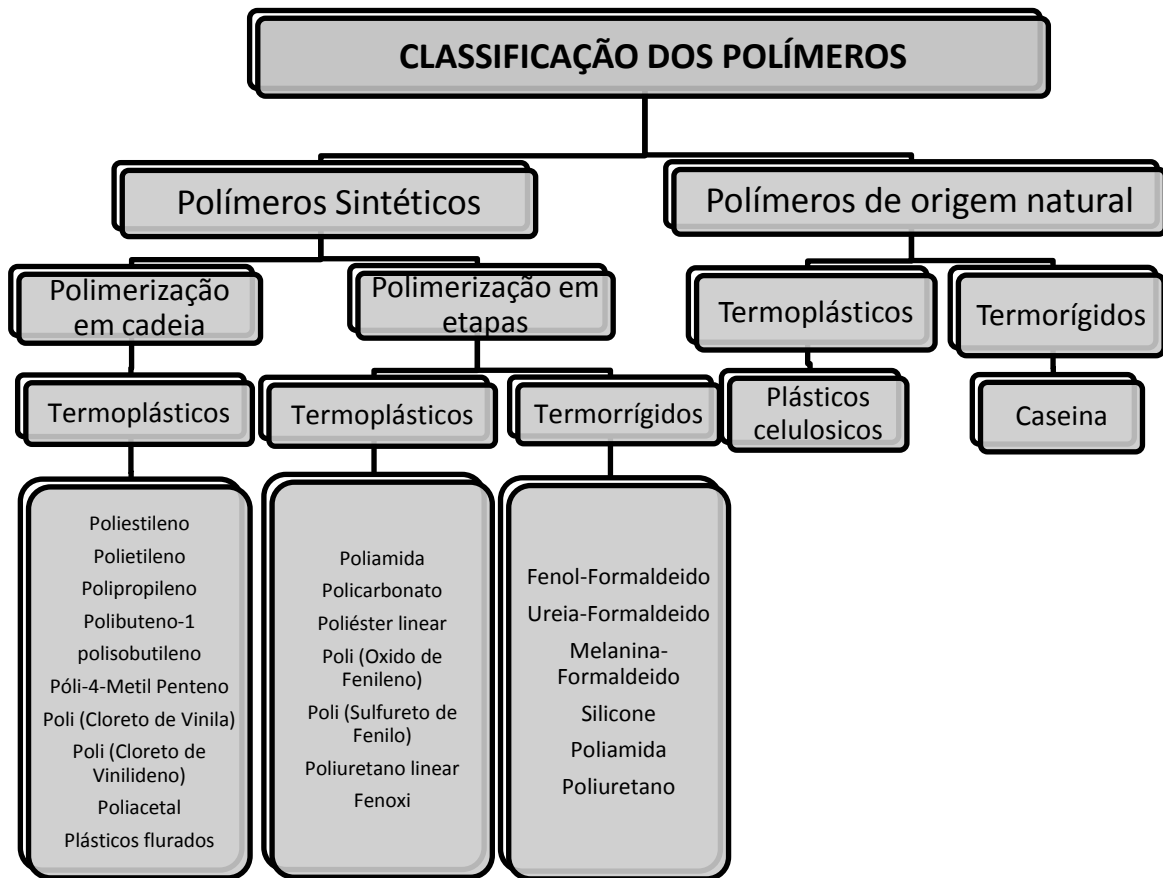 CLASSIFICAÇÃO DOS POLÍMEROS
Polímeros Sintéticos
Polímeros de origem natural
Polimerização
em cadeia
Polimerização em
etapas
Termoplásticos
Termorígidos
Termoplásticos
Termoplásticos
Termorrígidos
Plásticos
celulosicos
Caseina
Poliestileno
Polietileno
Polipropileno
Polibuteno-1
polisobutileno
Póli-4-Metil Penteno
Poli (Cloreto de Vinila)
Poli (Cloreto de
Vinilideno)
Poliacetal
Plásticos flurados
Poliamida
Policarbonato
Poliéster linear
Poli (Oxido de
Fenileno)
Poli (Sulfureto de
Fenilo)
Poliuretano linear
Fenoxi
Fenol-Formaldeido
Ureia-Formaldeido
Melanina-
Formaldeido
Silicone
Poliamida
Poliuretano